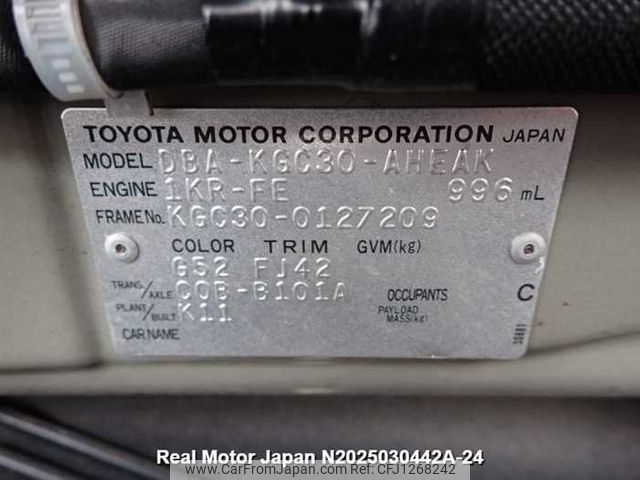 TOYOTA MOTOR CORPORATION JAPAN
MODEL DBA-KGC30-AHEAK
ENGINE 1KR-FE 996 mL
FRAME No. KGC30-0127209
COLOR TRIM GVM(kg)
G52 FJ42
TRANS./AXLE C0B-B101A OCCUPANTS C
PLANT/BUILT K11 PAYLOAD MASS(kg)
CAR NAME
Real Motor Japan N2025030442A-24
www.CarFromJapan.com - CFJ1268242